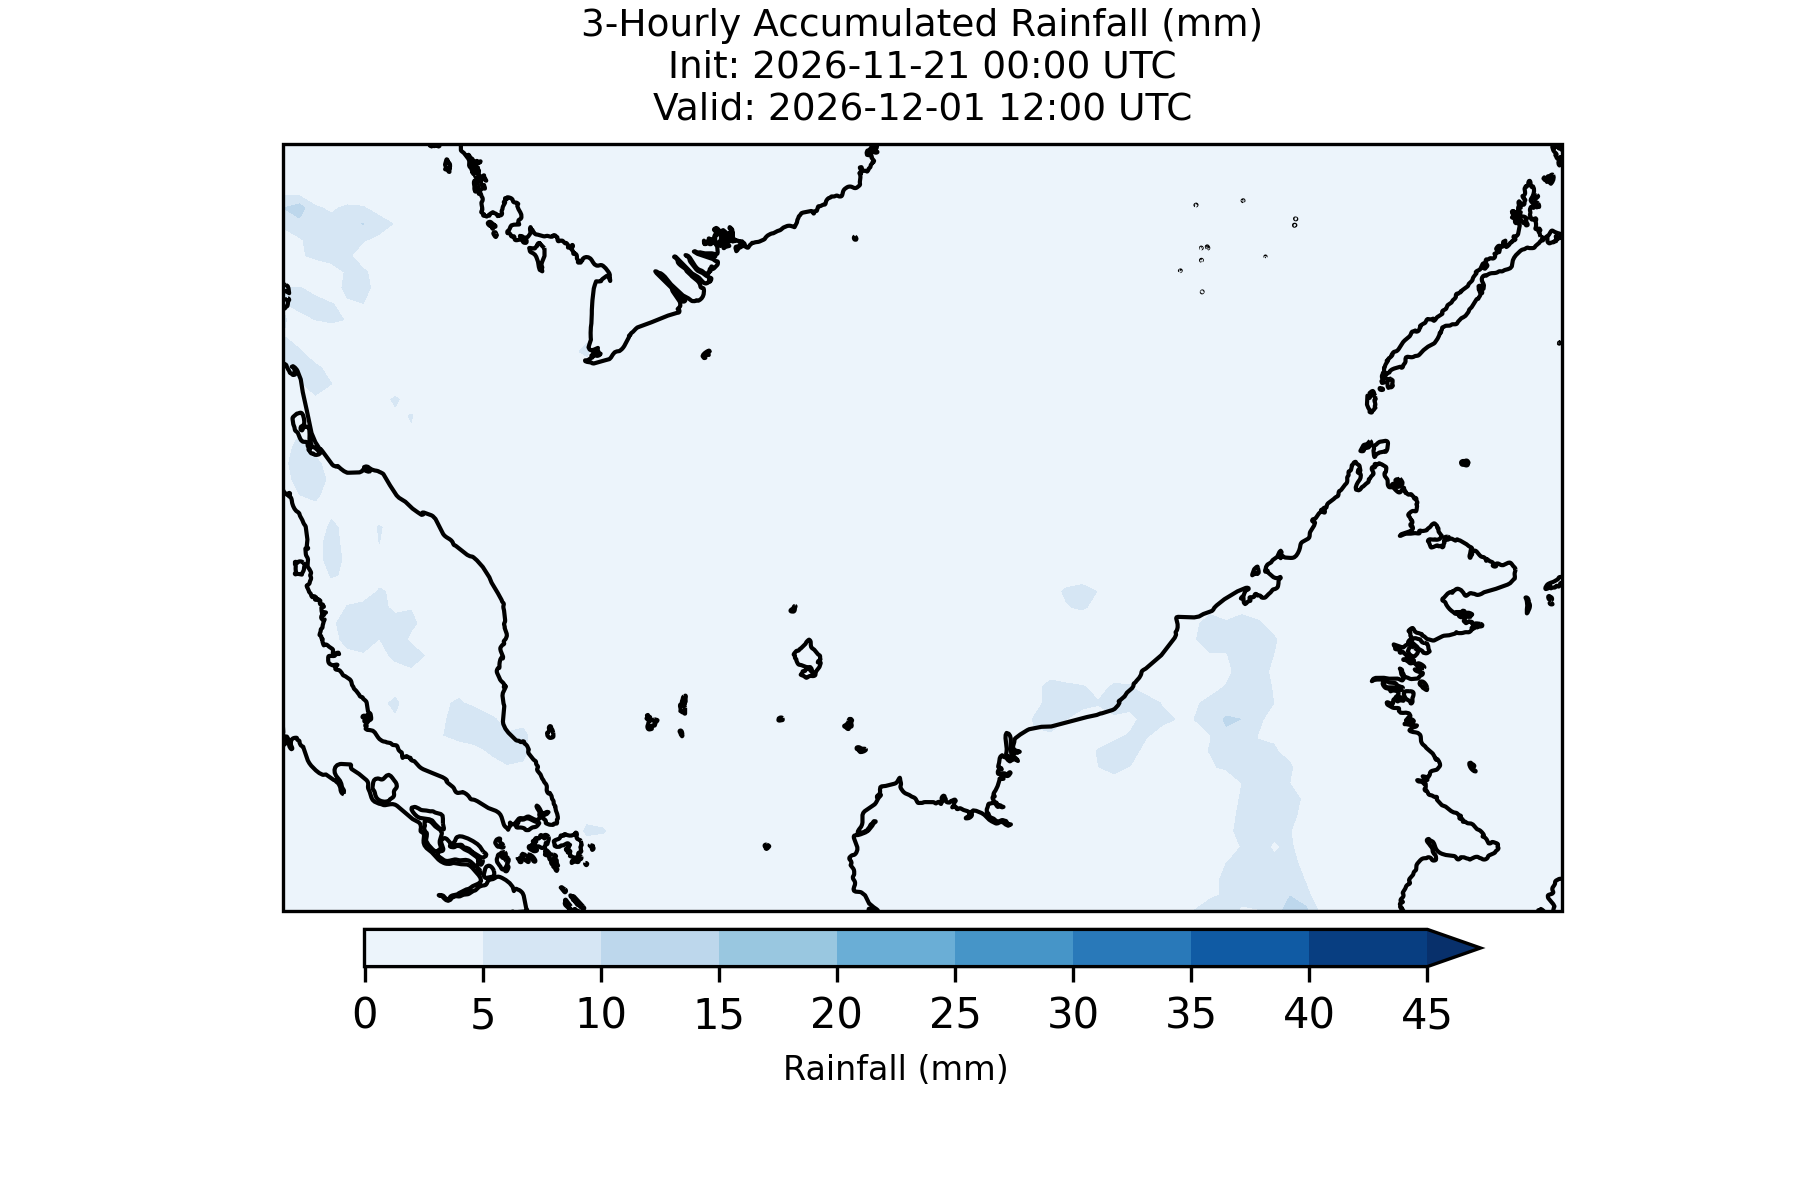 3-Hourly Accumulated Rainfall (mm)
Init: 2026-11-21 00:00 UTC
Valid: 2026-12-01 12:00 UTC
0 5 10 15 20 25 30 35 40 45
Rainfall (mm)